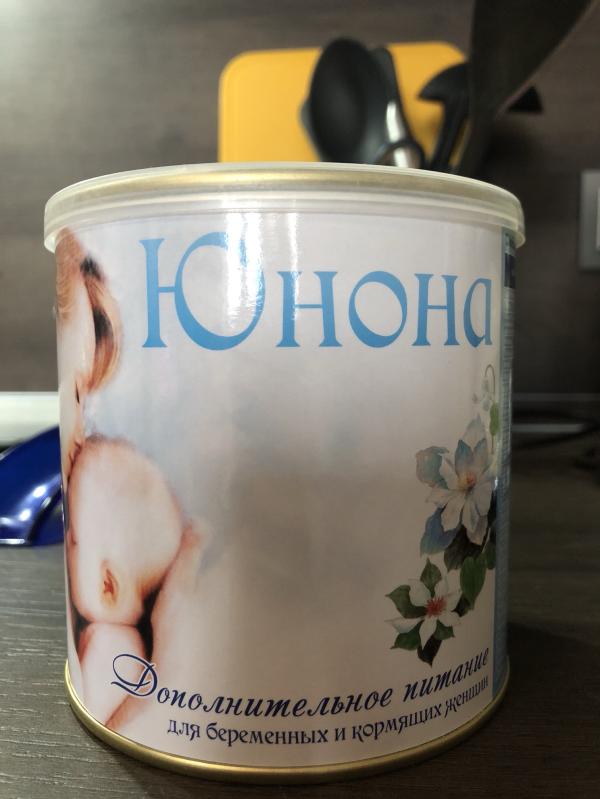 Юнона
Дополнительное питание
для беременных и кормящих женщин